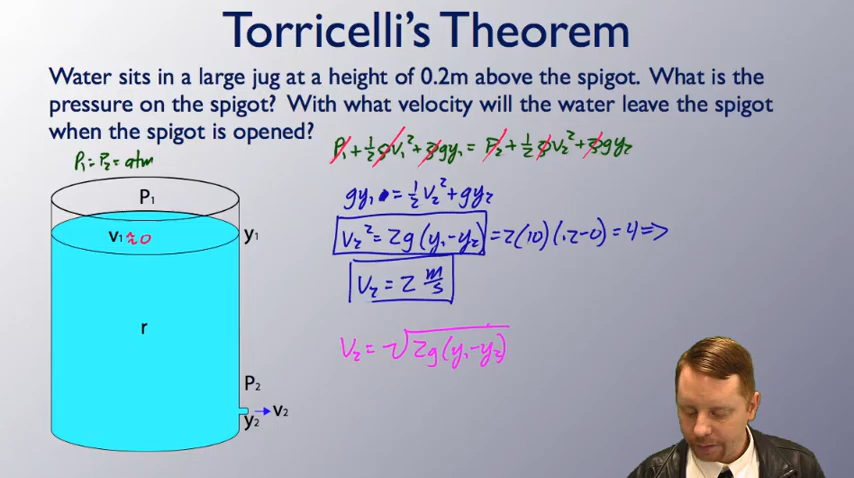 Torricelli's Theorem
Water sits in a large jug at a height of 0.2m above the spigot. What is the
pressure on the spigot? With what velocity will the water leave the spigot
when the spigot is opened?
P₁ + ½ρv₁² + ρgy₁ = P₂ + ½ρv₂² + ρgy₂
P₁ = P₂ = atm
P₁
gy₁ = ½v₂² + gy₂
v₁ ≈ 0
y₁
v₂² = 2g(y₁-y₂) = 2(10)(.2-0) = 4 ⇒
v₂ = 2 m/s
r
v₂ = √2g(y₁-y₂)
P₂
v₂
y₂